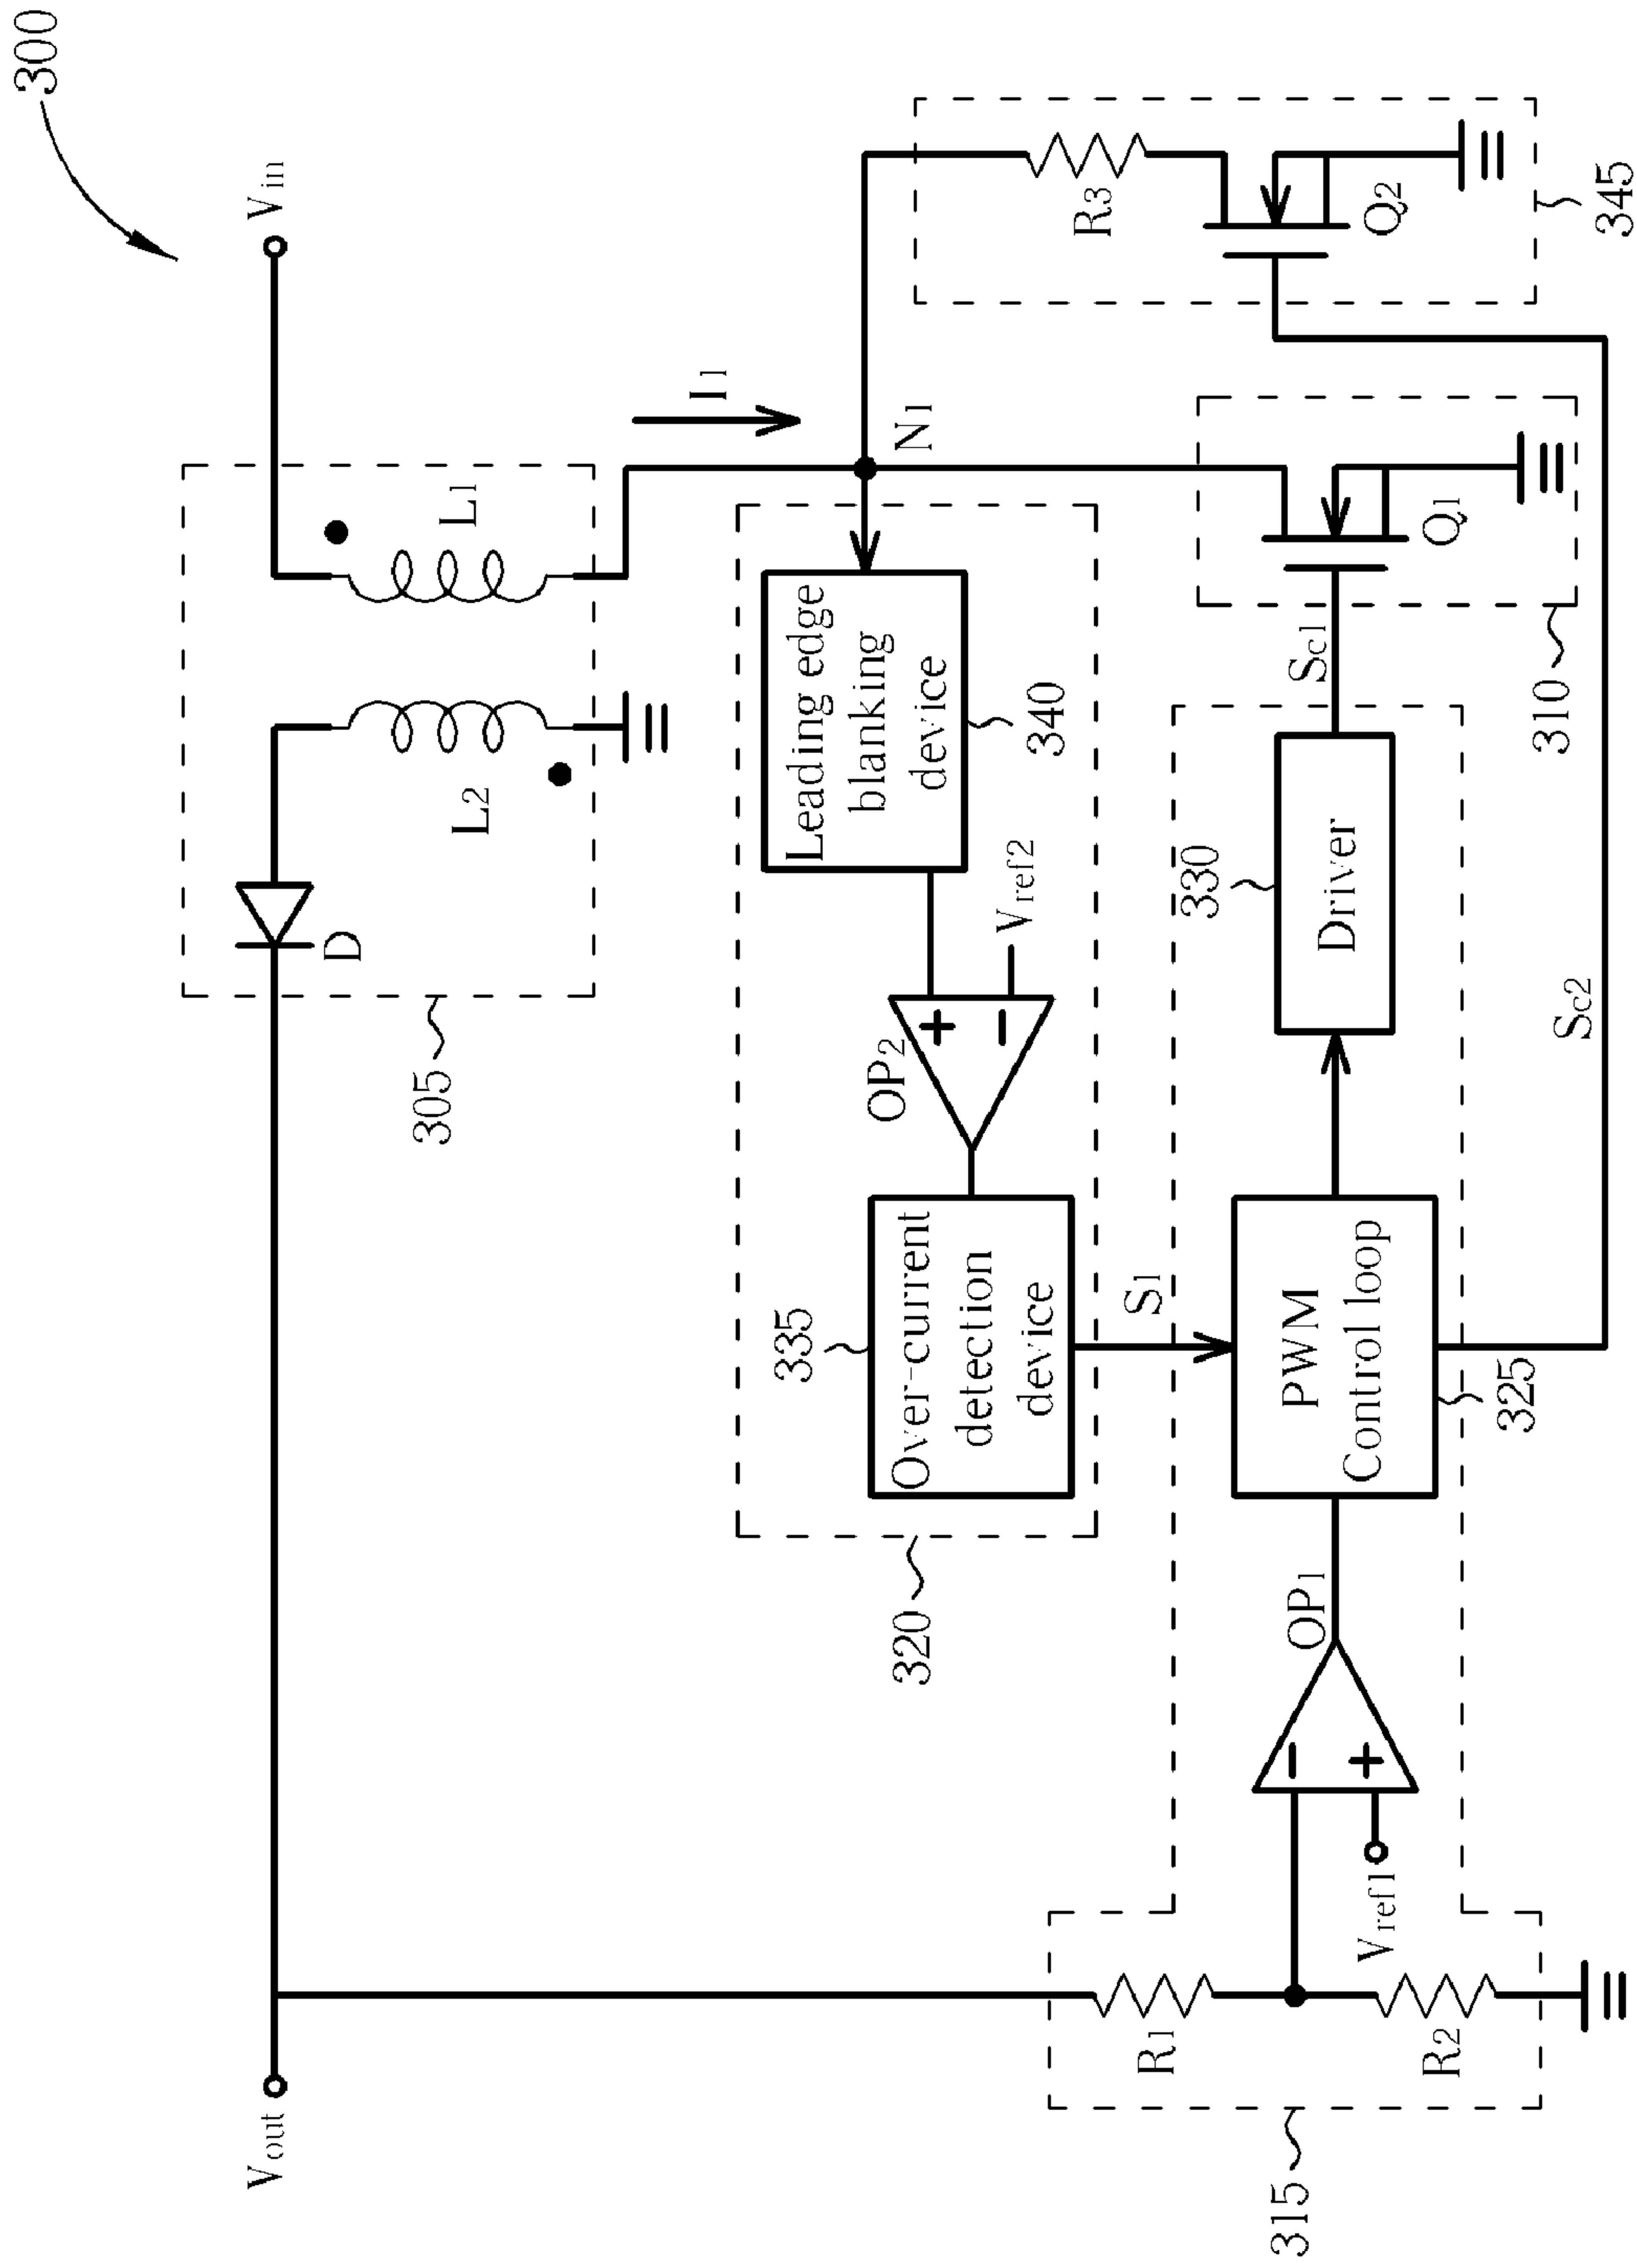 300
Vout
Vin
D
L2
L1
305
I1
N1
320
335
Over-current
detection
device
OP2
+
−
Vref2
Leading edge
blanking
device
340
R3
Q2
345
S1
315
R1
R2
Vref1
−
+
OP1
PWM
Control loop
325
330
Driver
Sc1
Q1
310
Sc2